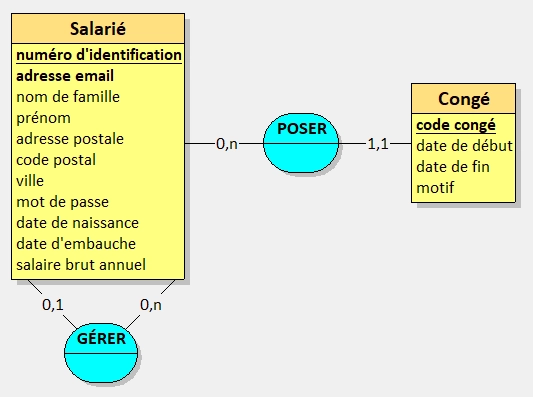 Salarié
numéro d'identification
adresse email
nom de famille
prénom
adresse postale
code postal
ville
mot de passe
date de naissance
date d'embauche
salaire brut annuel
0,n
POSER
1,1
Congé
code congé
date de début
date de fin
motif
0,1
0,n
GÉRER